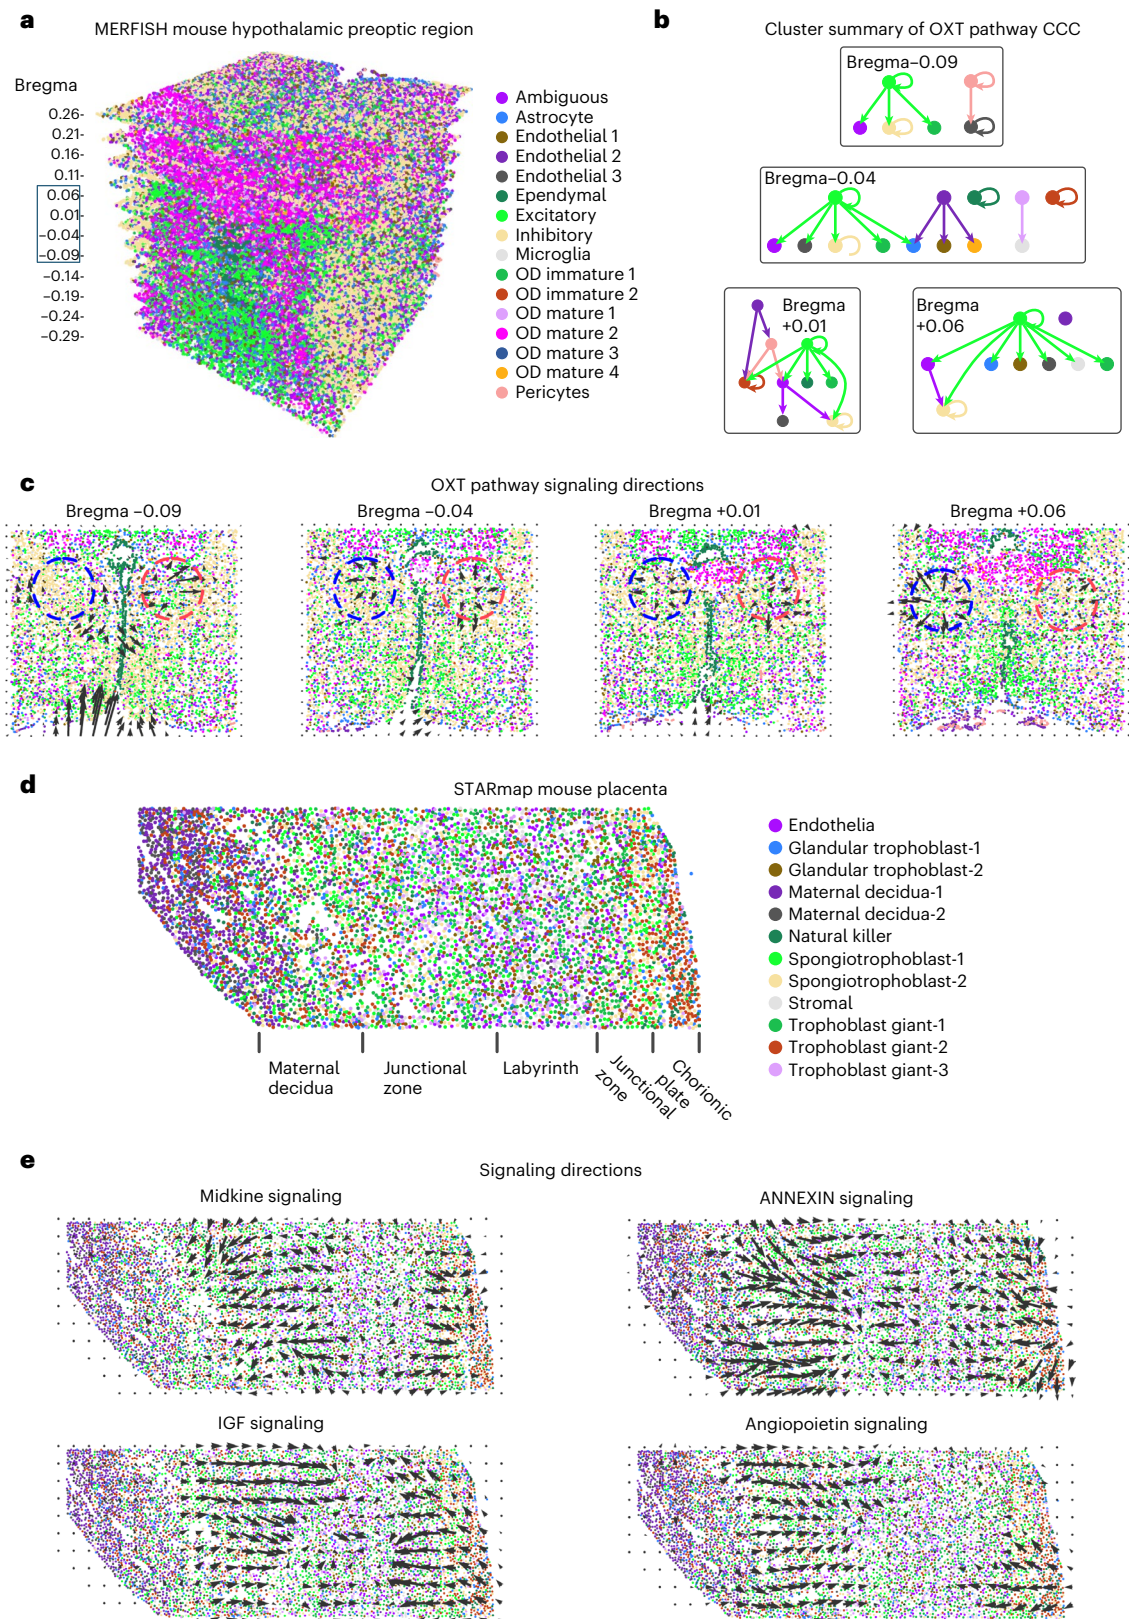 a
MERFISH mouse hypothalamic preoptic region
Bregma
0.26-
0.21-
0.16-
0.11-
0.06-
0.01-
–0.04-
–0.09-
–0.14-
–0.19-
–0.24-
–0.29-
Ambiguous
Astrocyte
Endothelial 1
Endothelial 2
Endothelial 3
Ependymal
Excitatory
Inhibitory
Microglia
OD immature 1
OD immature 2
OD mature 1
OD mature 2
OD mature 3
OD mature 4
Pericytes
b
Cluster summary of OXT pathway CCC
Bregma–0.09
Bregma–0.04
Bregma
+0.01
Bregma
+0.06
c
OXT pathway signaling directions
Bregma –0.09
Bregma –0.04
Bregma +0.01
Bregma +0.06
d
STARmap mouse placenta
Endothelia
Glandular trophoblast-1
Glandular trophoblast-2
Maternal decidua-1
Maternal decidua-2
Natural killer
Spongiotrophoblast-1
Spongiotrophoblast-2
Stromal
Trophoblast giant-1
Trophoblast giant-2
Trophoblast giant-3
Maternal
decidua
Junctional
zone
Labyrinth
Junctional
zone
Chorionic
plate
e
Signaling directions
Midkine signaling
ANNEXIN signaling
IGF signaling
Angiopoietin signaling